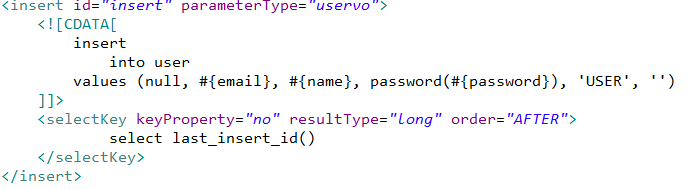 <insert id="insert" parameterType="uservo">
    <![CDATA[
        insert
            into user
        values (null, #{email}, #{name}, password(#{password}), 'USER', '')
    ]]>
    <selectKey keyProperty="no" resultType="long" order="AFTER">
            select last_insert_id()
    </selectKey>
</insert>